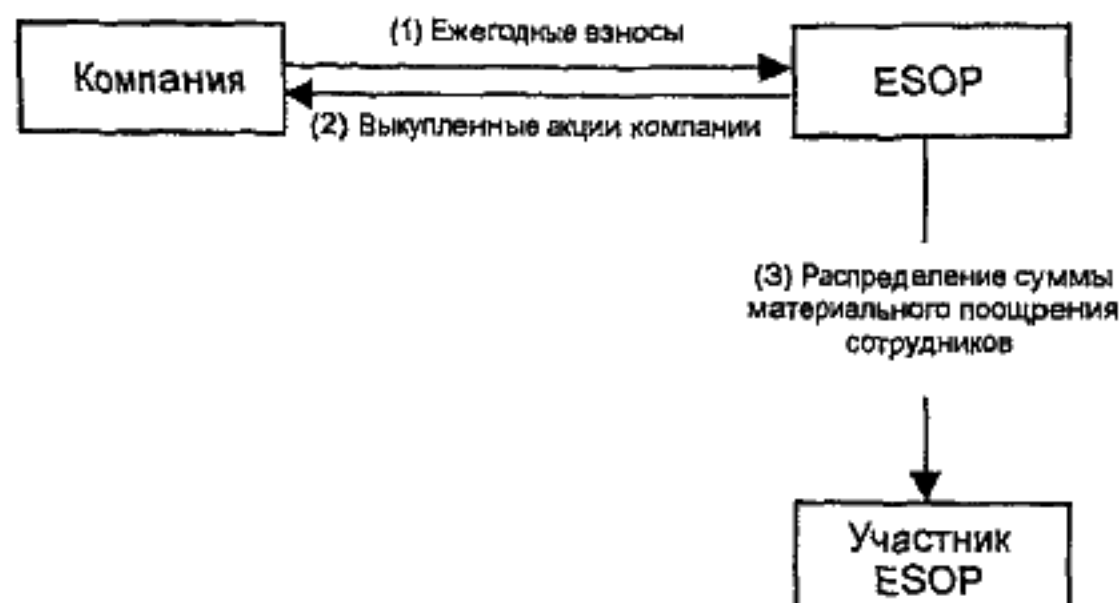 (1) Ежегодные взносы
Компания
ESOP
(2) Выкупленные акции компании
(3) Распределение суммы
материального поощрения
сотрудников
Участник
ESOP